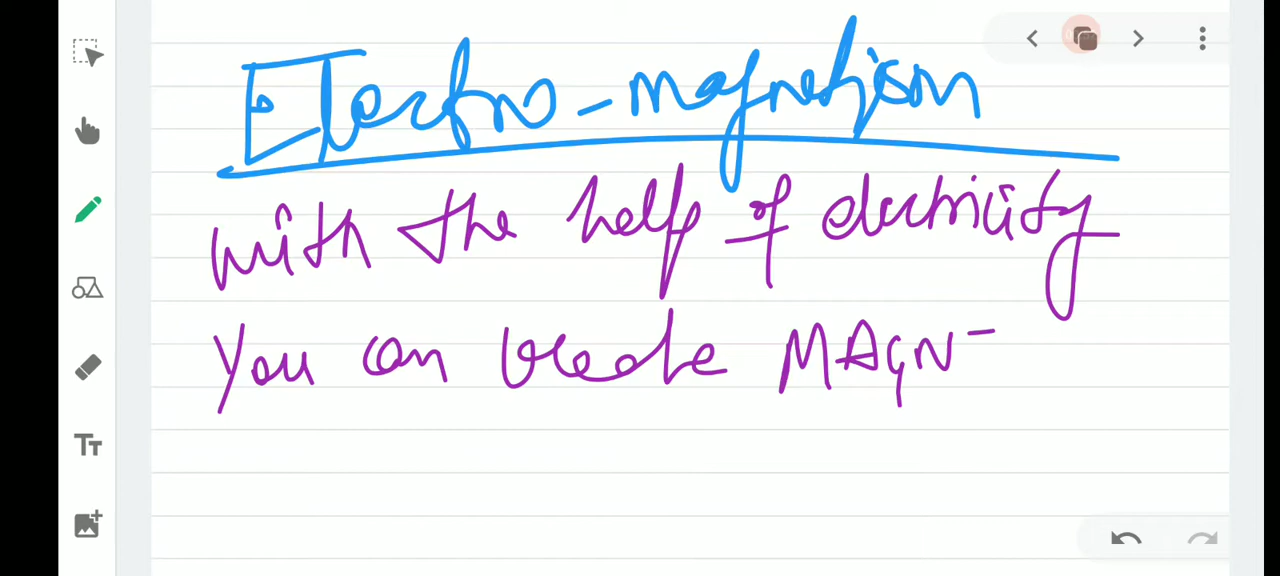 Electro-magnetism
with the help of electricity
You can create MAGN